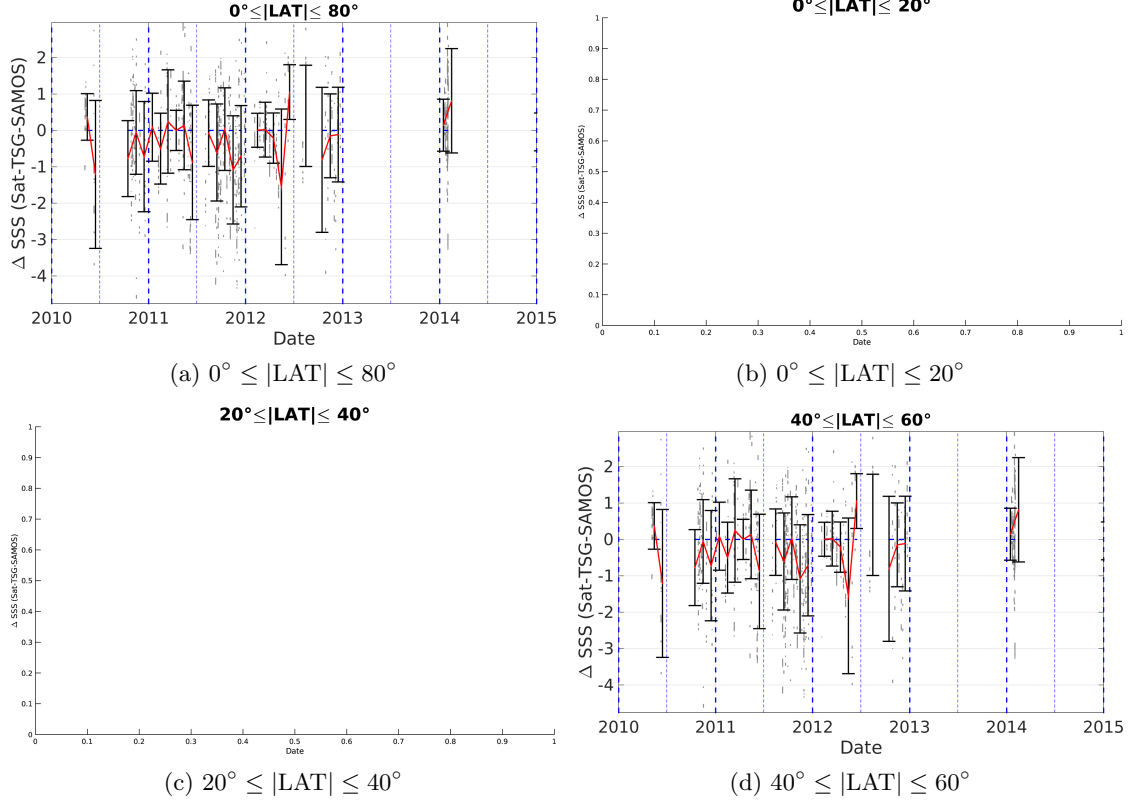 0°≤|LAT|≤ 80°
Δ SSS (Sat-TSG-SAMOS)
2
1
0
-1
-2
-3
-4
2010 2011 2012 2013 2014 2015
Date
(a) 0° ≤ |LAT| ≤ 80°
0°≤|LAT|≤ 20°
Δ SSS (Sat-TSG-SAMOS)
1
0.9
0.8
0.7
0.6
0.5
0.4
0.3
0.2
0.1
0
0 0.1 0.2 0.3 0.4 0.5 0.6 0.7 0.8 0.9 1
Date
(b) 0° ≤ |LAT| ≤ 20°
20°≤|LAT|≤ 40°
Δ SSS (Sat-TSG-SAMOS)
1
0.9
0.8
0.7
0.6
0.5
0.4
0.3
0.2
0.1
0
0 0.1 0.2 0.3 0.4 0.5 0.6 0.7 0.8 0.9 1
Date
(c) 20° ≤ |LAT| ≤ 40°
40°≤|LAT|≤ 60°
Δ SSS (Sat-TSG-SAMOS)
2
1
0
-1
-2
-3
-4
2010 2011 2012 2013 2014 2015
Date
(d) 40° ≤ |LAT| ≤ 60°